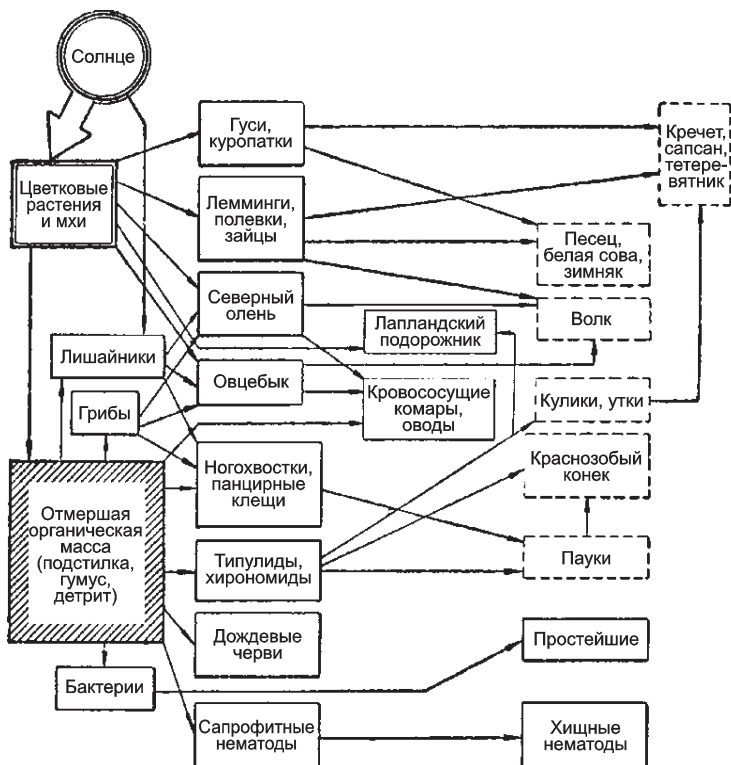 Солнце
Гуси,
куропатки
Кречет,
сапсан,
тетере-
вятник
Цветковые
растения
и мхи
Лемминги,
полевки,
зайцы
Песец,
белая сова,
зимняк
Северный
олень
Лапландский
подорожник
Волк
Лишайники
Овцебык
Кровососущие
комары,
оводы
Кулики, утки
Грибы
Ногохвостки,
панцирные
клещи
Краснозобый
конек
Отмершая
органическая
масса
(подстилка,
гумус,
детрит)
Типулиды,
хирономиды
Пауки
Дождевые
черви
Простейшие
Бактерии
Сапрофитные
нематоды
Хищные
нематоды